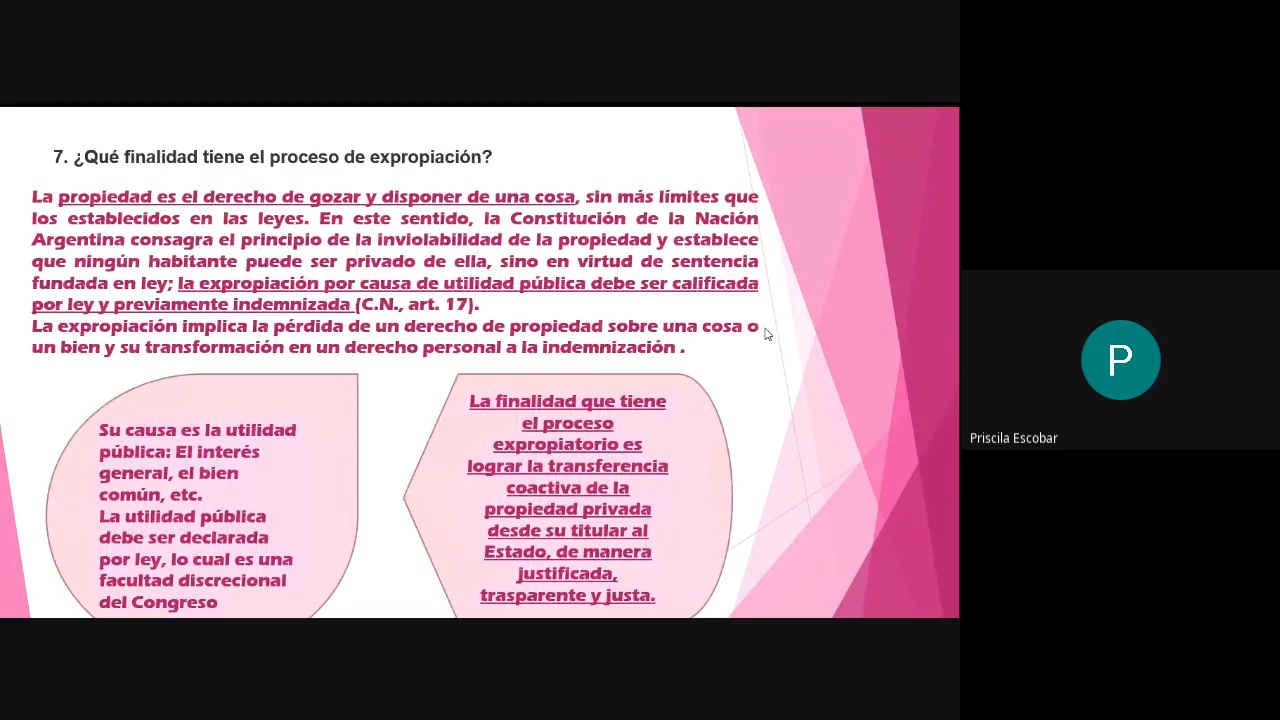 7. ¿Qué finalidad tiene el proceso de expropiación?
La propiedad es el derecho de gozar y disponer de una cosa, sin más límites que
los establecidos en las leyes. En este sentido, la Constitución de la Nación
Argentina consagra el principio de la inviolabilidad de la propiedad y establece
que ningún habitante puede ser privado de ella, sino en virtud de sentencia
fundada en ley; la expropiación por causa de utilidad pública debe ser calificada
por ley y previamente indemnizada (C.N., art. 17).
La expropiación implica la pérdida de un derecho de propiedad sobre una cosa o
un bien y su transformación en un derecho personal a la indemnización .
Su causa es la utilidad
pública: El interés
general, el bien
común, etc.
La utilidad pública
debe ser declarada
por ley, lo cual es una
facultad discrecional
del Congreso
La finalidad que tiene
el proceso
expropiatorio es
lograr la transferencia
coactiva de la
propiedad privada
desde su titular al
Estado, de manera
justificada,
trasparente y justa.
P
Priscila Escobar